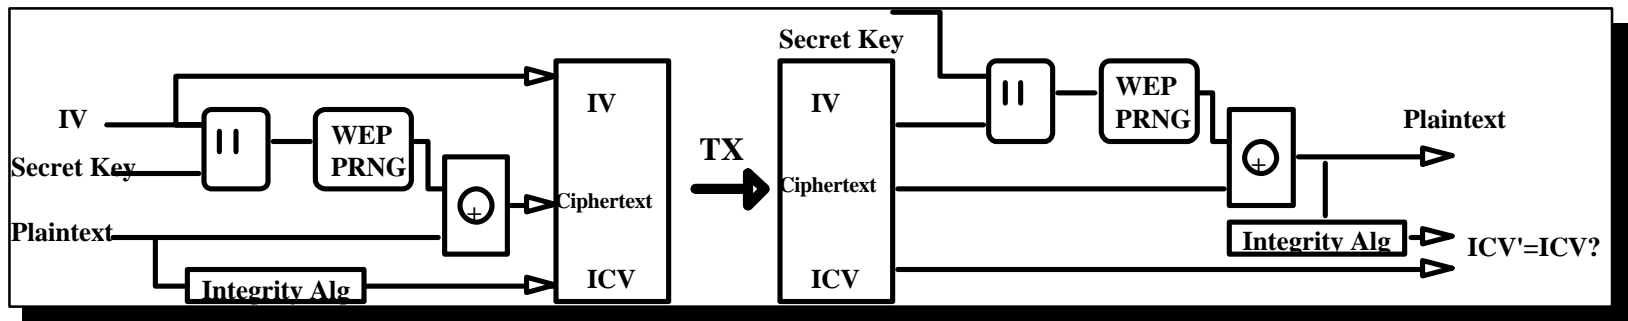 IV
Secret Key
Plaintext
||
WEP
PRNG
+
Integrity Alg
IV
Ciphertext
ICV
TX
Secret Key
IV
Ciphertext
ICV
||
WEP
PRNG
+
Integrity Alg
Plaintext
ICV'=ICV?